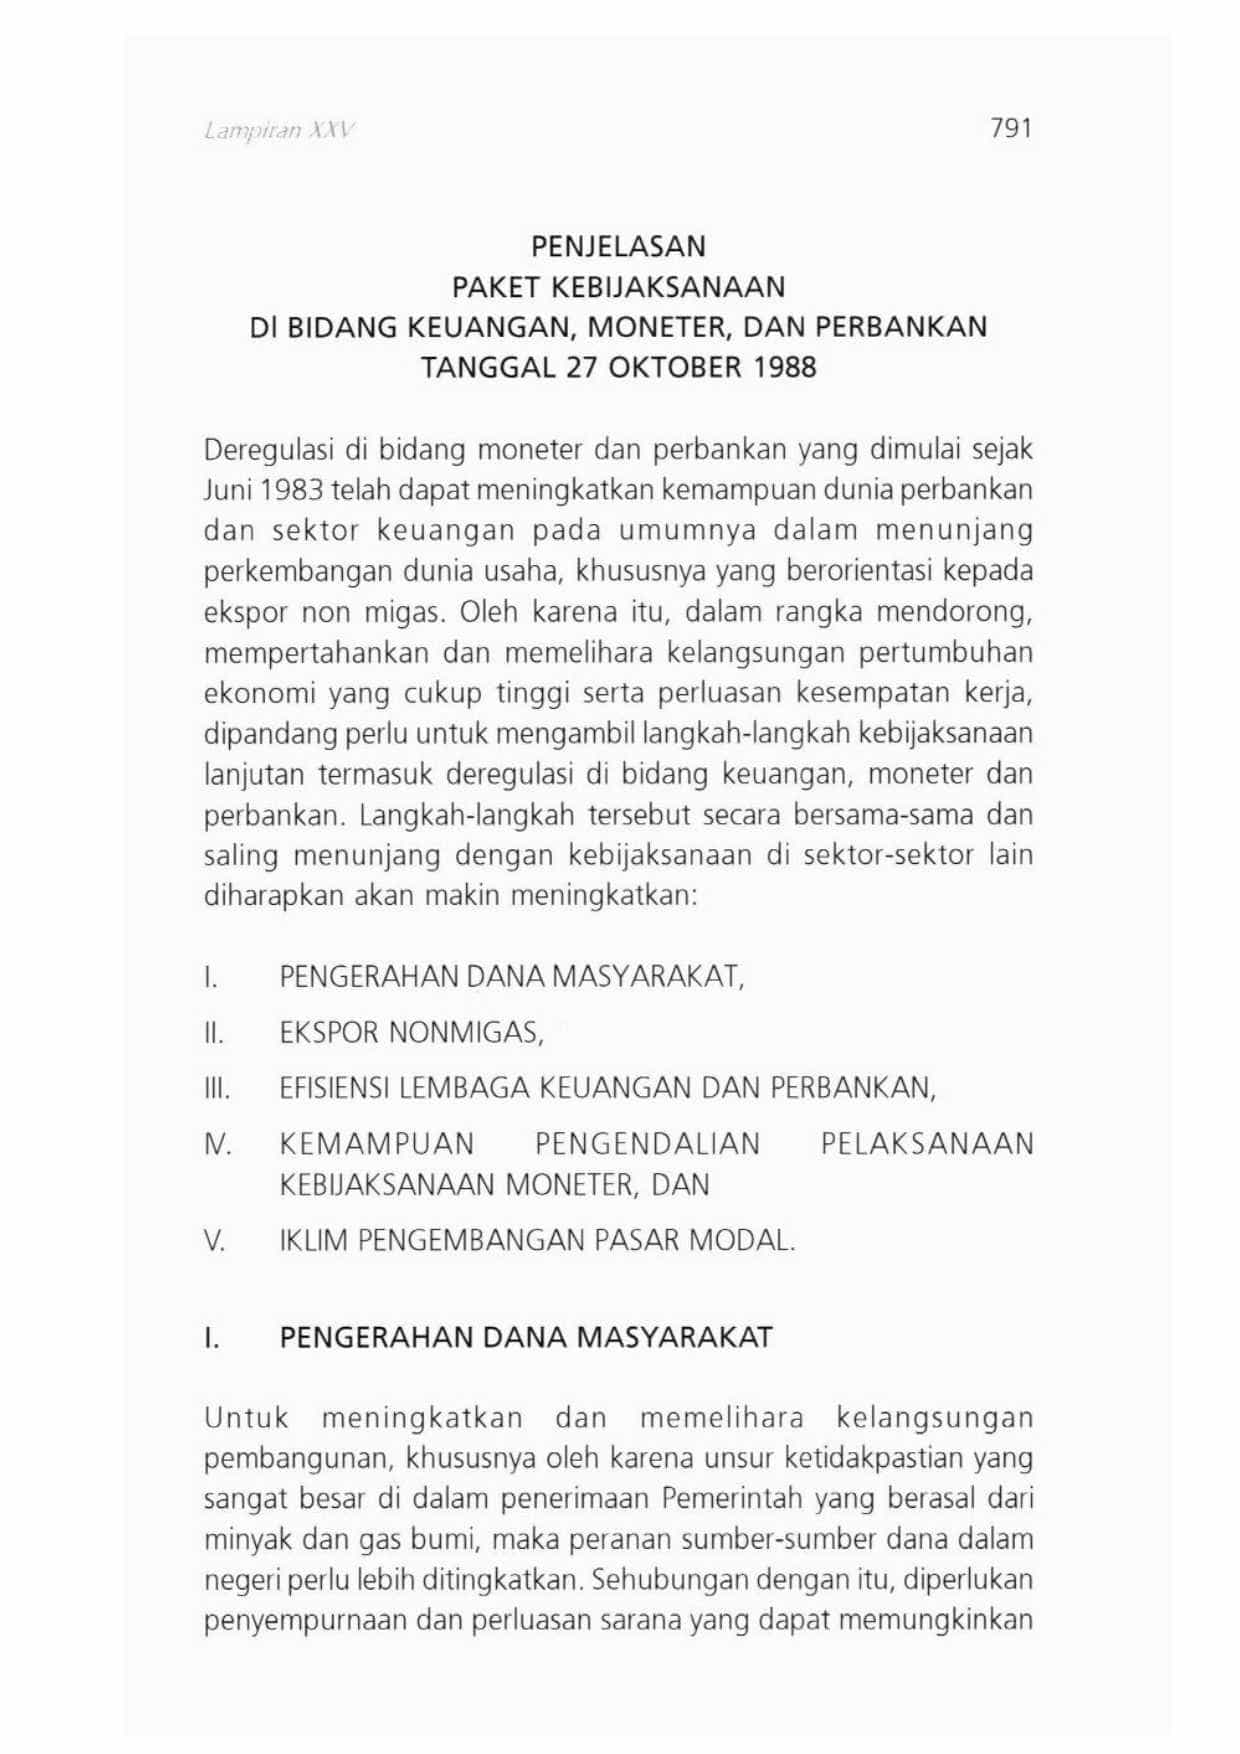 Lampiran XXV
791
PENJELASAN
PAKET KEBIJAKSANAAN
DI BIDANG KEUANGAN, MONETER, DAN PERBANKAN
TANGGAL 27 OKTOBER 1988
Deregulasi di bidang moneter dan perbankan yang dimulai sejak
Juni 1983 telah dapat meningkatkan kemampuan dunia perbankan
dan sektor keuangan pada umumnya dalam menunjang
perkembangan dunia usaha, khususnya yang berorientasi kepada
ekspor non migas. Oleh karena itu, dalam rangka mendorong,
mempertahankan dan memelihara kelangsungan pertumbuhan
ekonomi yang cukup tinggi serta perluasan kesempatan kerja,
dipandang perlu untuk mengambil langkah-langkah kebijaksanaan
lanjutan termasuk deregulasi di bidang keuangan, moneter dan
perbankan. Langkah-langkah tersebut secara bersama-sama dan
saling menunjang dengan kebijaksanaan di sektor-sektor lain
diharapkan akan makin meningkatkan:
I. PENGERAHAN DANA MASYARAKAT,
II. EKSPOR NONMIGAS,
III. EFISIENSI LEMBAGA KEUANGAN DAN PERBANKAN,
IV. KEMAMPUAN PENGENDALIAN PELAKSANAAN
KEBIJAKSANAAN MONETER, DAN
V. IKLIM PENGEMBANGAN PASAR MODAL.
I. PENGERAHAN DANA MASYARAKAT
Untuk meningkatkan dan memelihara kelangsungan
pembangunan, khususnya oleh karena unsur ketidakpastian yang
sangat besar di dalam penerimaan Pemerintah yang berasal dari
minyak dan gas bumi, maka peranan sumber-sumber dana dalam
negeri perlu lebih ditingkatkan. Sehubungan dengan itu, diperlukan
penyempurnaan dan perluasan sarana yang dapat memungkinkan